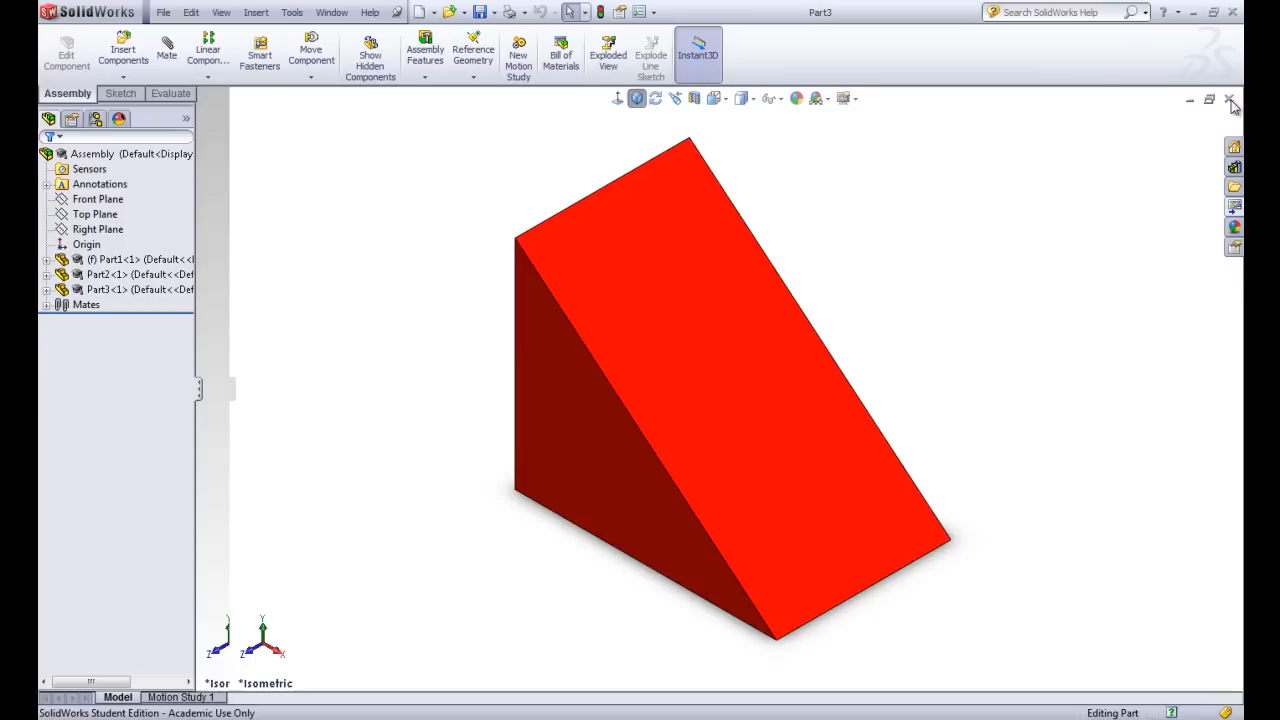 SolidWorks File Edit View Insert Tools Window Help Part3 Search SolidWorks Help
Edit Component
Insert Components
Mate
Linear Compon...
Smart Fasteners
Move Component
Show Hidden Components
Assembly Features
Reference Geometry
New Motion Study
Bill of Materials
Exploded View
Explode Line Sketch
Instant3D
Assembly Sketch Evaluate
Assembly (Default<Display
Sensors
Annotations
Front Plane
Top Plane
Right Plane
Origin
(f) Part1<1> (Default<<
Part2<1> (Default<<Def
Part3<1> (Default<<Def
Mates
Y Y
Z Z X
*Isor *Isometric
Model Motion Study 1
SolidWorks Student Edition - Academic Use Only Editing Part